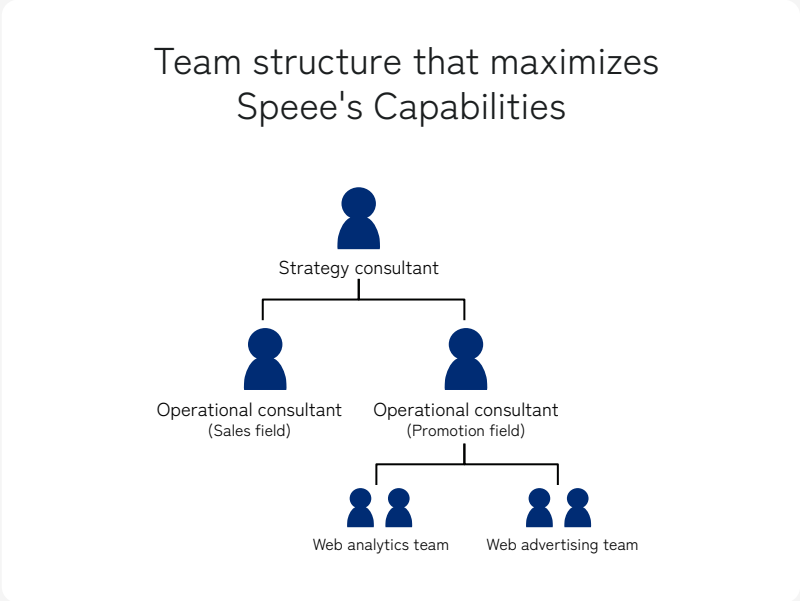 Team structure that maximizes
Speee's Capabilities
Strategy consultant
Operational consultant
(Sales field)
Operational consultant
(Promotion field)
Web analytics team
Web advertising team